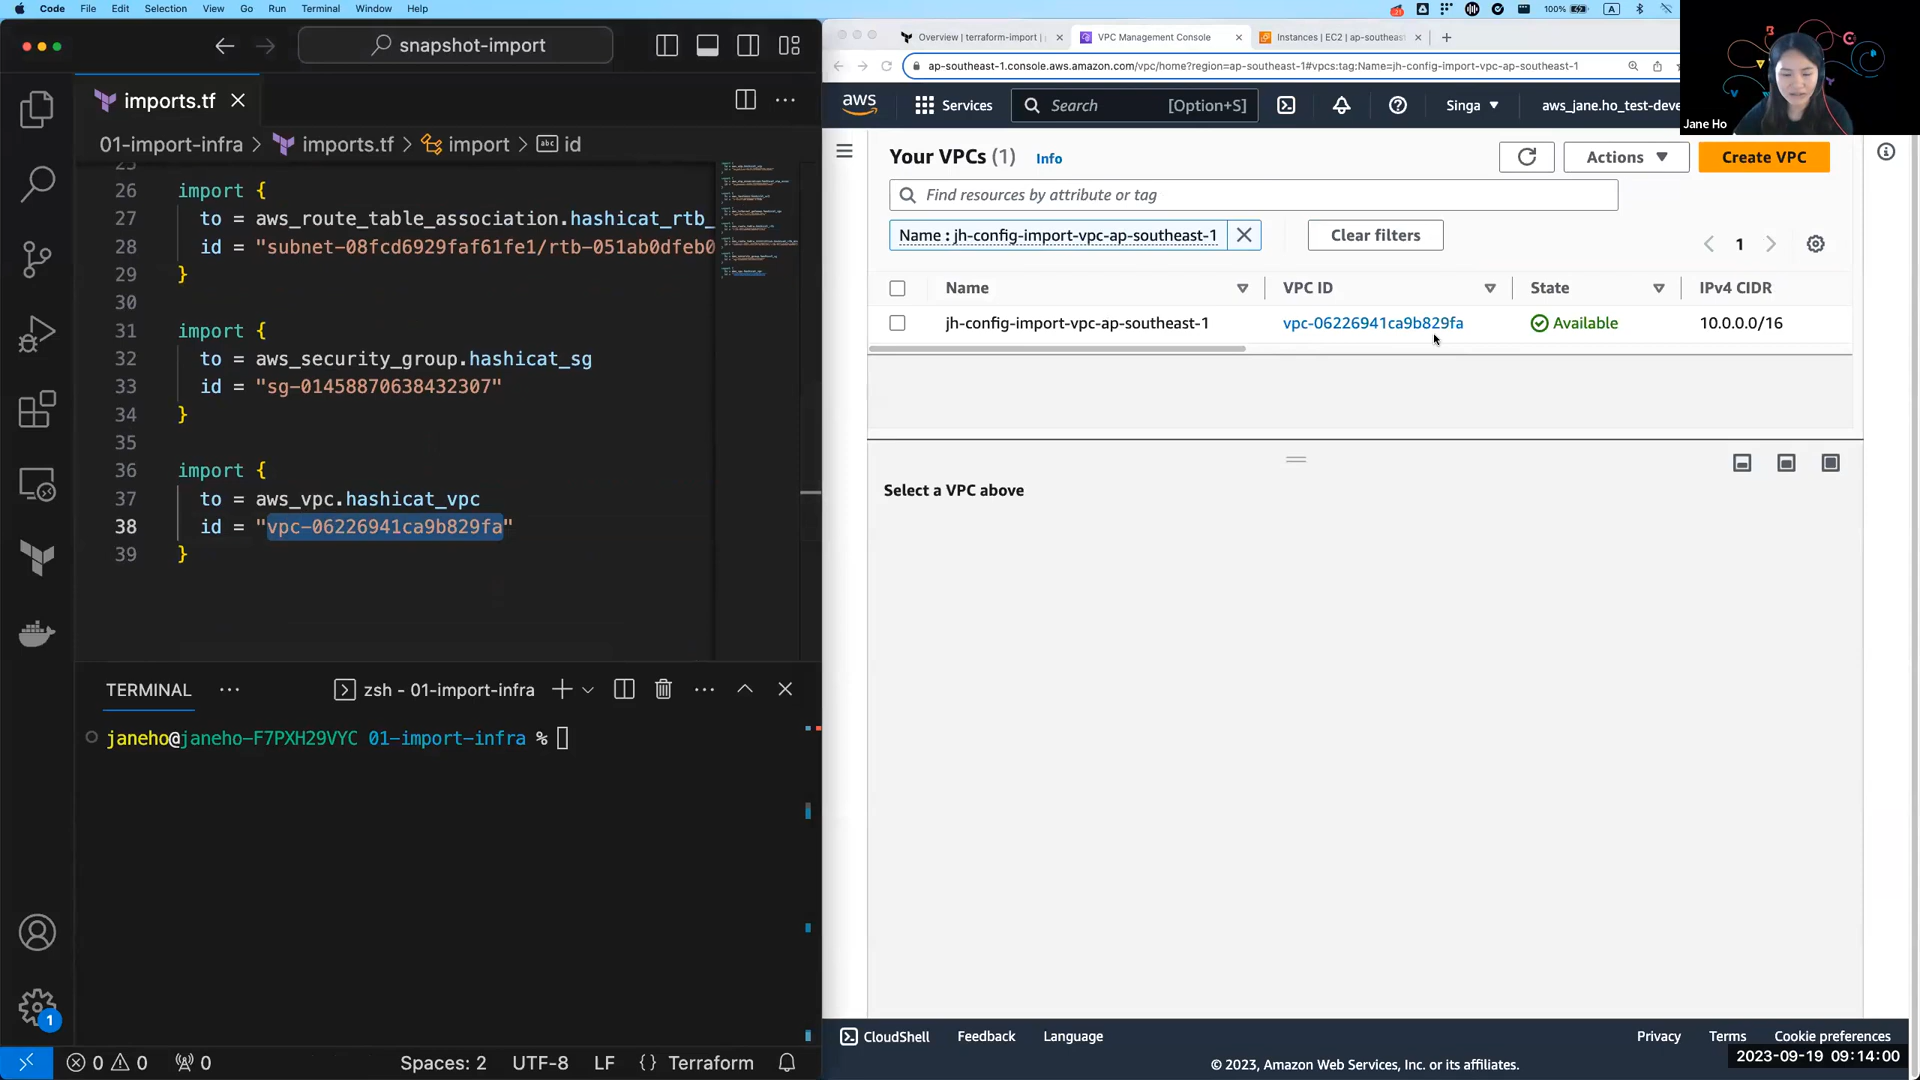 Code File Edit Selection View Go Run Terminal Window Help
100%
A
snapshot-import
imports.tf
01-import-infra > imports.tf > import > abc id
25
26 import {
27 to = aws_route_table_association.hashicat_rtb_
28 id = "subnet-08fcd6929faf61fe1/rtb-051ab0dfeb0
29 }
30
31 import {
32 to = aws_security_group.hashicat_sg
33 id = "sg-01458870638432307"
34 }
35
36 import {
37 to = aws_vpc.hashicat_vpc
38 id = "vpc-06226941ca9b829fa"
39 }
TERMINAL
zsh - 01-import-infra
janeho@janeho-F7PXH29VYC 01-import-infra %
1
0 0 0 Spaces: 2 UTF-8 LF {} Terraform
Overview | terraform-import |
VPC Management Console
Instances | EC2 | ap-southeast
ap-southeast-1.console.aws.amazon.com/vpc/home?region=ap-southeast-1#vpcs:tag:Name=jh-config-import-vpc-ap-southeast-1
aws Services Search [Option+S] Singa aws_jane.ho_test-deve
Jane Ho
Your VPCs (1) Info Actions Create VPC
Find resources by attribute or tag
Name : jh-config-import-vpc-ap-southeast-1 Clear filters 1
Name VPC ID State IPv4 CIDR
jh-config-import-vpc-ap-southeast-1 vpc-06226941ca9b829fa Available 10.0.0.0/16
Select a VPC above
CloudShell Feedback Language Privacy Terms Cookie preferences
2023-09-19 09:14:00
© 2023, Amazon Web Services, Inc. or its affiliates.